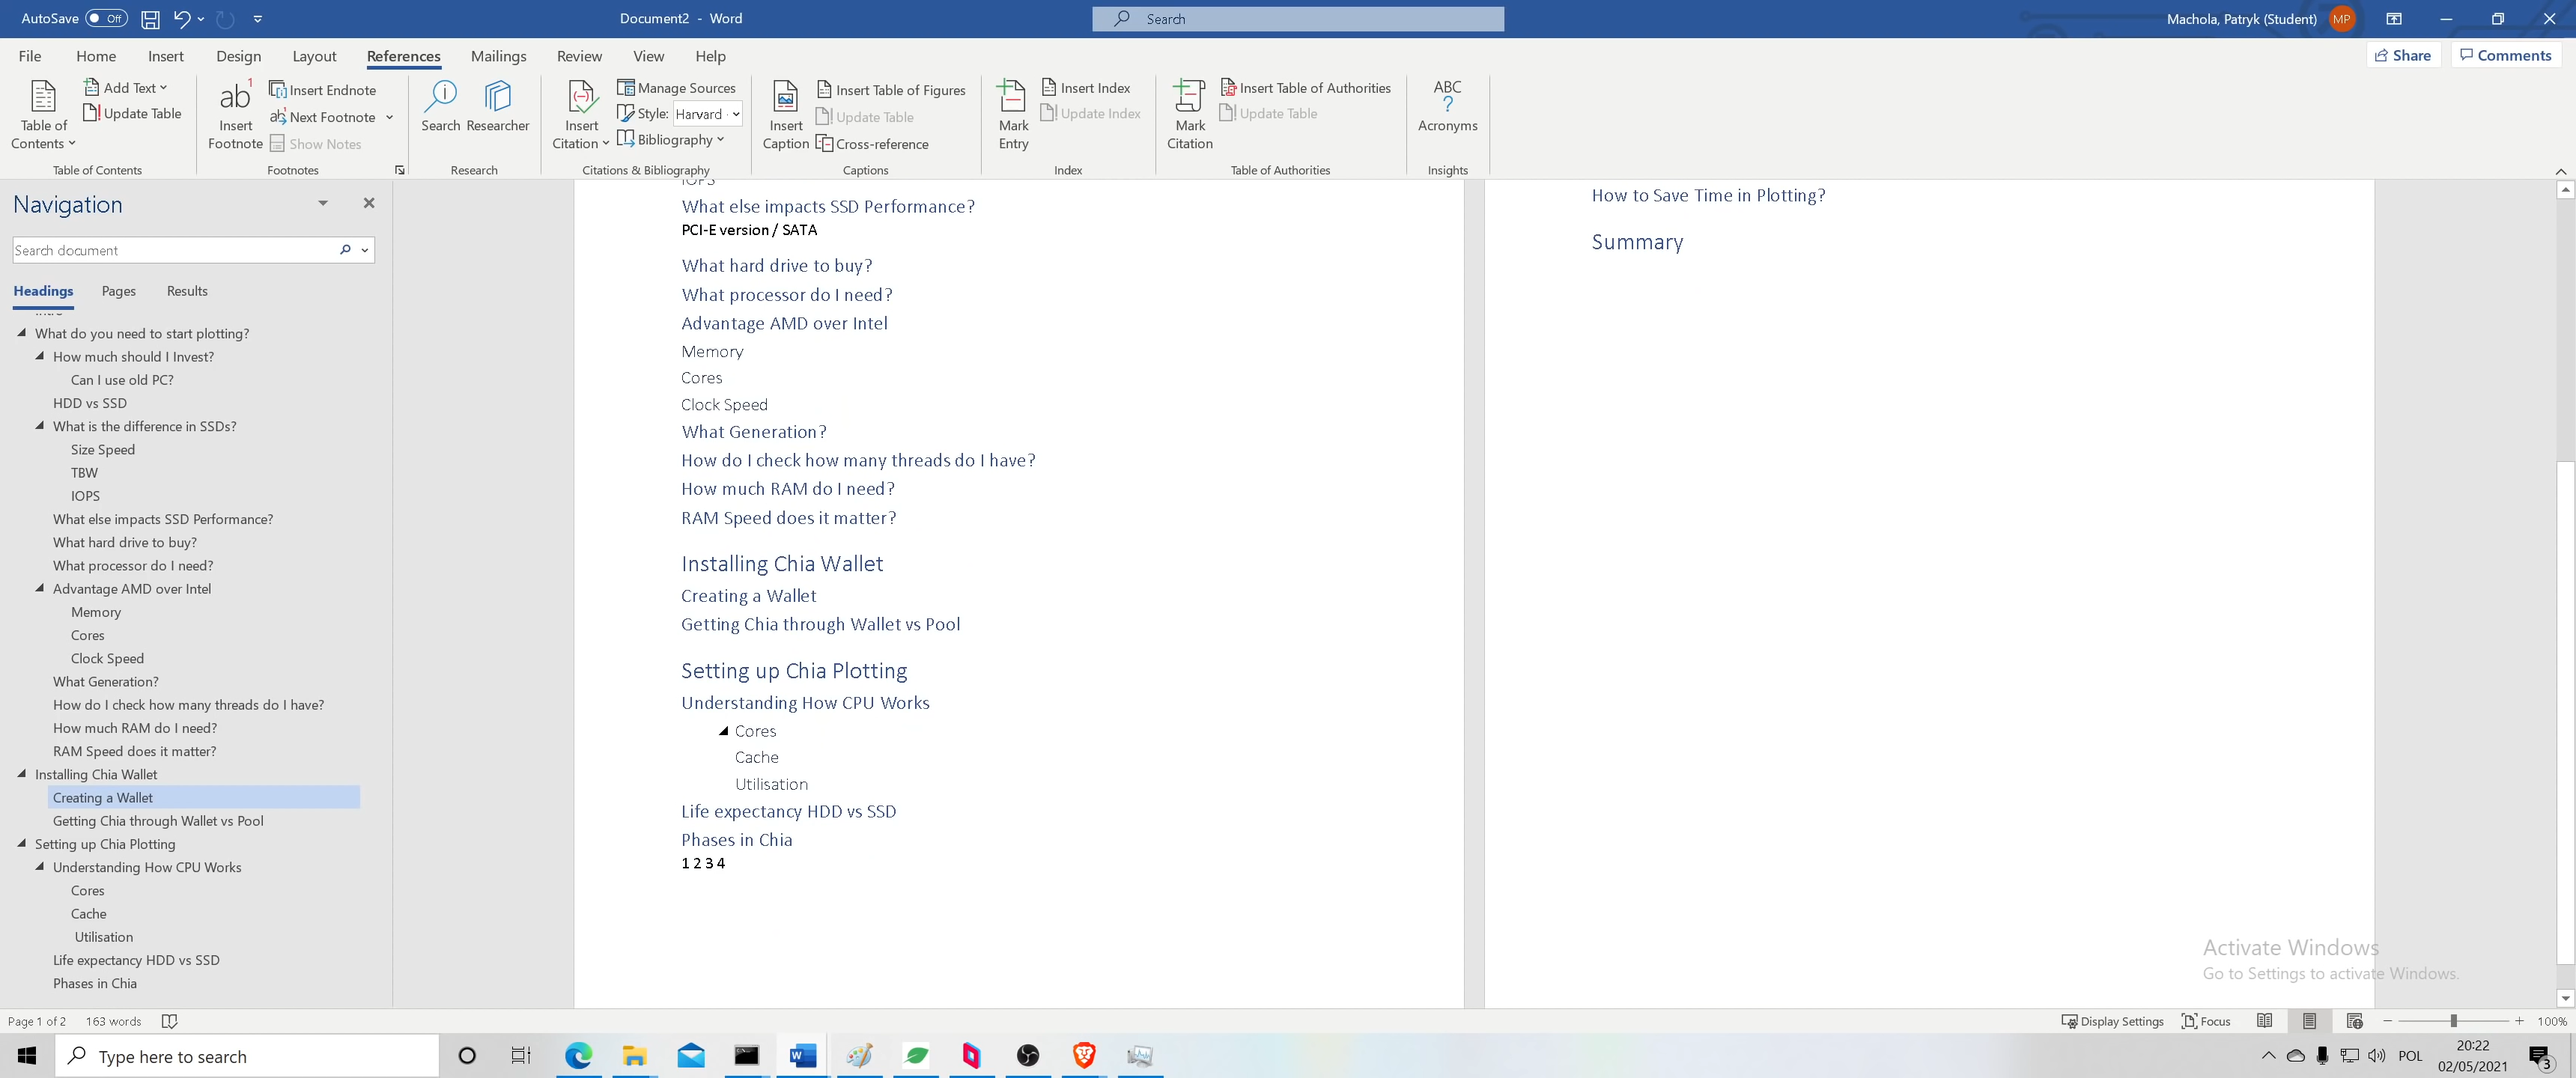 AutoSave Off Document2 - Word Search Machola, Patryk (Student) MP
File Home Insert Design Layout References Mailings Review View Help Share Comments
Table of Contents
Add Text
Update Table
Table of Contents
ab 1
Insert Footnote
Insert Endnote
Next Footnote
Show Notes
Footnotes
Search
Researcher
Research
Insert Citation
Manage Sources
Style: Harvard
Bibliography
Citations & Bibliography
Insert Caption
Insert Table of Figures
Update Table
Cross-reference
Captions
Mark Entry
Insert Index
Update Index
Index
Mark Citation
Insert Table of Authorities
Update Table
Table of Authorities
ABC
?
Acronyms
Insights
Navigation
Search document
Headings Pages Results
Intro
What do you need to start plotting?
How much should I Invest?
Can I use old PC?
HDD vs SSD
What is the difference in SSDs?
Size Speed
TBW
IOPS
What else impacts SSD Performance?
What hard drive to buy?
What processor do I need?
Advantage AMD over Intel
Memory
Cores
Clock Speed
What Generation?
How do I check how many threads do I have?
How much RAM do I need?
RAM Speed does it matter?
Installing Chia Wallet
Creating a Wallet
Getting Chia through Wallet vs Pool
Setting up Chia Plotting
Understanding How CPU Works
Cores
Cache
Utilisation
Life expectancy HDD vs SSD
Phases in Chia
IOPS
What else impacts SSD Performance?
PCI-E version / SATA
What hard drive to buy?
What processor do I need?
Advantage AMD over Intel
Memory
Cores
Clock Speed
What Generation?
How do I check how many threads do I have?
How much RAM do I need?
RAM Speed does it matter?
Installing Chia Wallet
Creating a Wallet
Getting Chia through Wallet vs Pool
Setting up Chia Plotting
Understanding How CPU Works
Cores
Cache
Utilisation
Life expectancy HDD vs SSD
Phases in Chia
1 2 3 4
How to Save Time in Plotting?
Summary
Activate Windows
Go to Settings to activate Windows.
Page 1 of 2 163 words Display Settings Focus 100%
Type here to search POL 20:22
02/05/2021 3